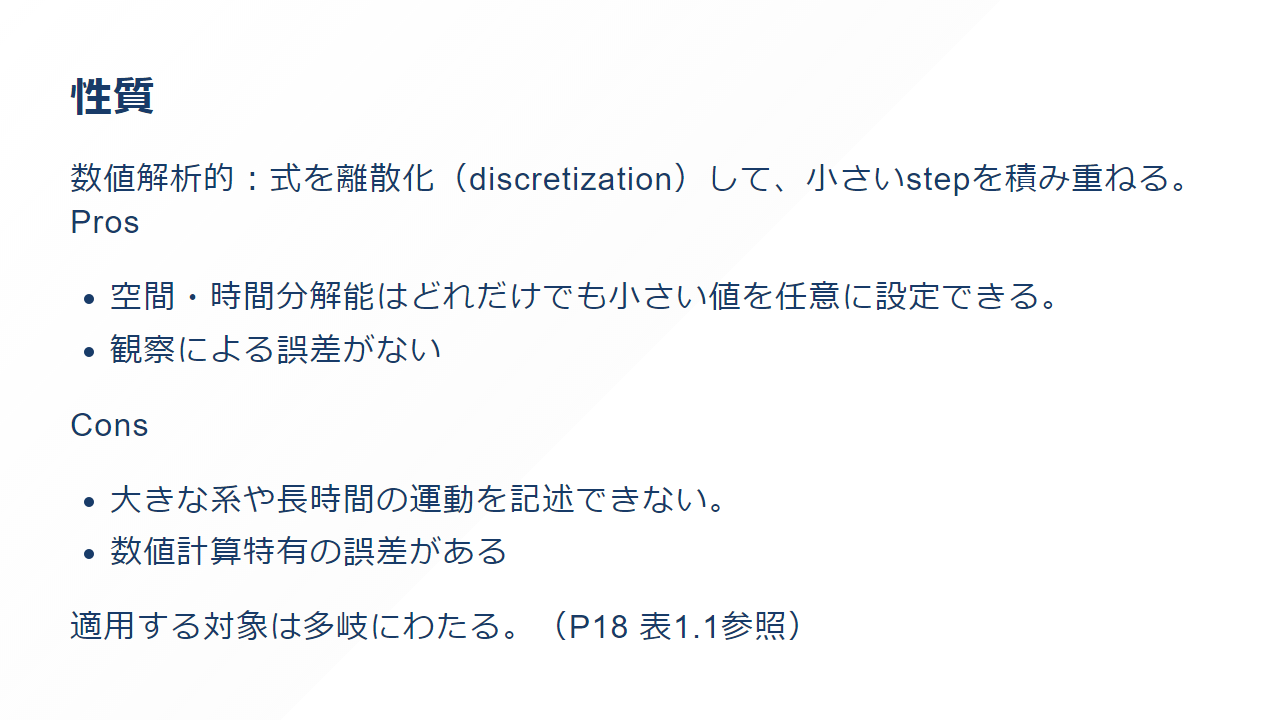 性質
数値解析的：式を離散化（discretization）して、小さいstepを積み重ねる。
Pros
• 空間・時間分解能はどれだけでも小さい値を任意に設定できる。
• 観察による誤差がない
Cons
• 大きな系や長時間の運動を記述できない。
• 数値計算特有の誤差がある
適用する対象は多岐にわたる。（P18 表1.1参照）